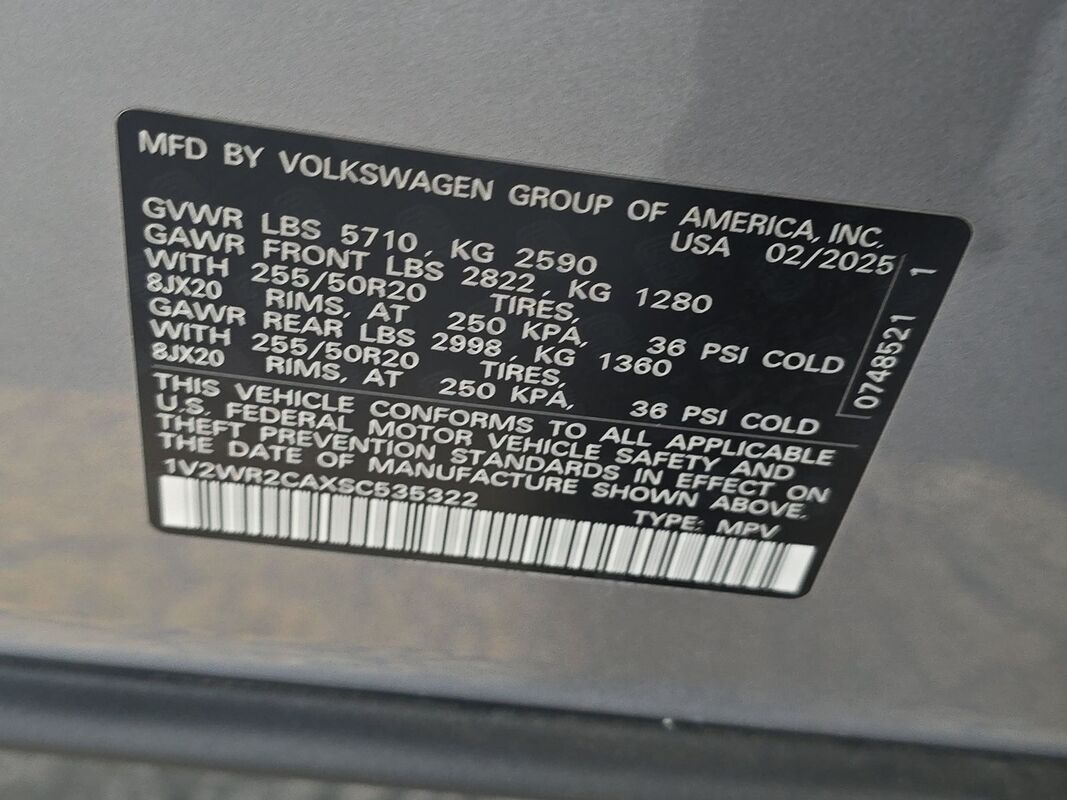 MFD BY VOLKSWAGEN GROUP OF AMERICA, INC.
USA 02/2025
GVWR LBS 5710, KG 2590
GAWR FRONT LBS 2822, KG 1280
WITH 255/50R20 TIRES,
8JX20 RIMS, AT 250 KPA, 36 PSI COLD
GAWR REAR LBS 2998, KG 1360
WITH 255/50R20 TIRES,
8JX20 RIMS, AT 250 KPA, 36 PSI COLD
THIS VEHICLE CONFORMS TO ALL APPLICABLE
U.S. FEDERAL MOTOR VEHICLE SAFETY AND
THEFT PREVENTION STANDARDS IN EFFECT ON
THE DATE OF MANUFACTURE SHOWN ABOVE.
1V2WR2CAXSC535322
TYPE: MPV
0748521 1